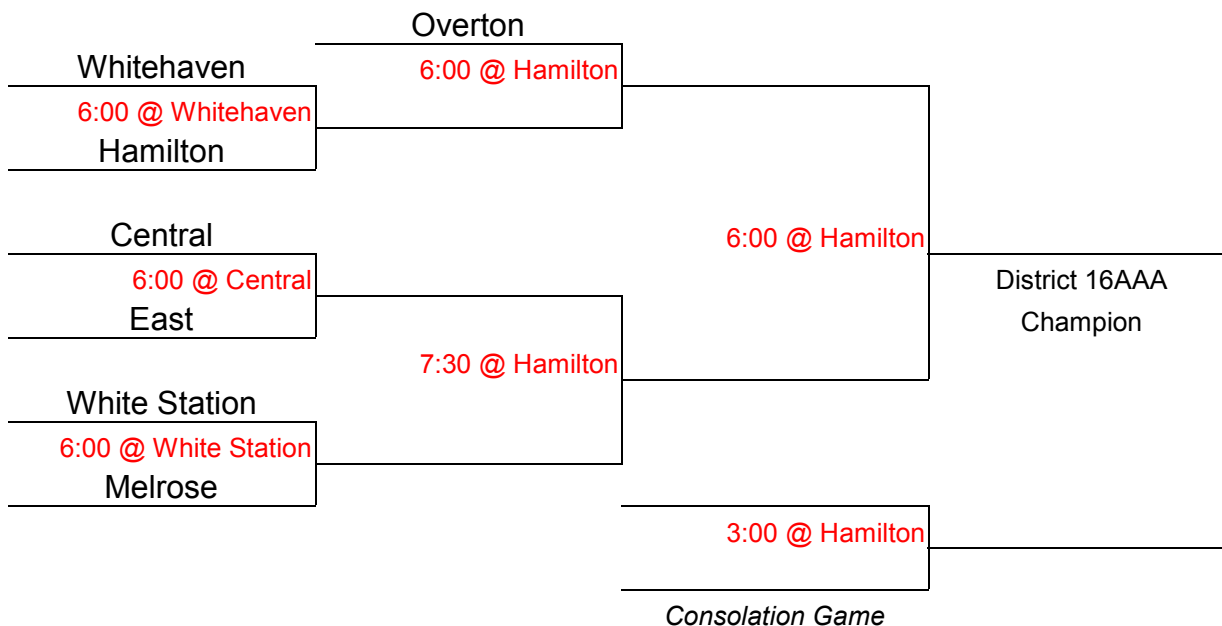 Overton
Whitehaven
6:00 @ Hamilton
6:00 @ Whitehaven
Hamilton
Central
6:00 @ Hamilton
6:00 @ Central
District 16AAA
East
Champion
7:30 @ Hamilton
White Station
6:00 @ White Station
Melrose
3:00 @ Hamilton
Consolation Game